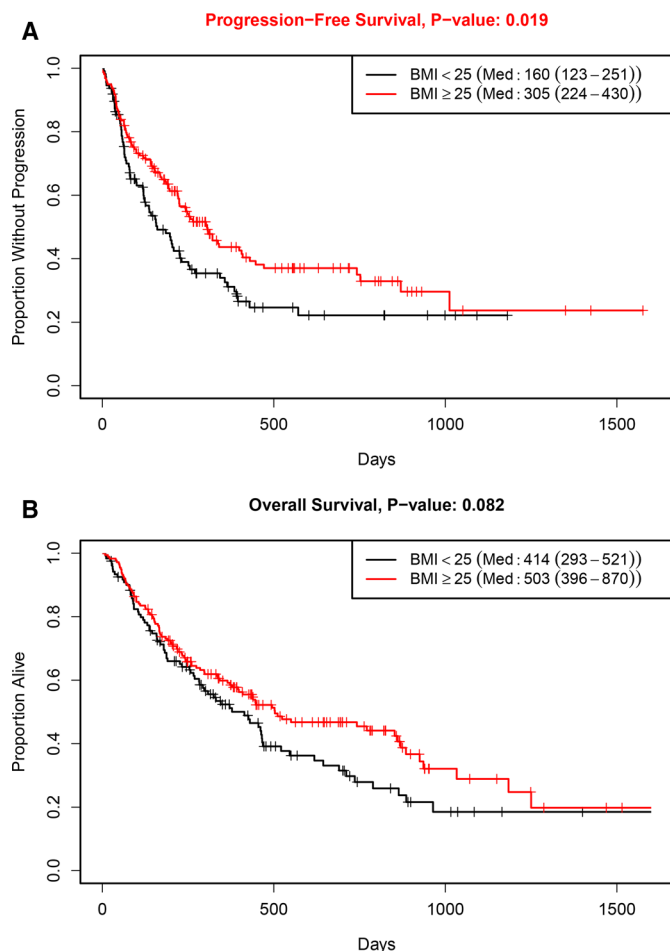 A
Progression−Free Survival, P−value: 0.019
BMI < 25 (Med : 160 (123−251))
BMI ≥ 25 (Med : 305 (224−430))
Proportion Without Progression
1.0
0.8
0.6
0.4
0.2
0.0
0 500 1000 1500
Days
B
Overall Survival, P−value: 0.082
BMI < 25 (Med : 414 (293−521))
BMI ≥ 25 (Med : 503 (396−870))
Proportion Alive
1.0
0.8
0.6
0.4
0.2
0.0
0 500 1000 1500
Days